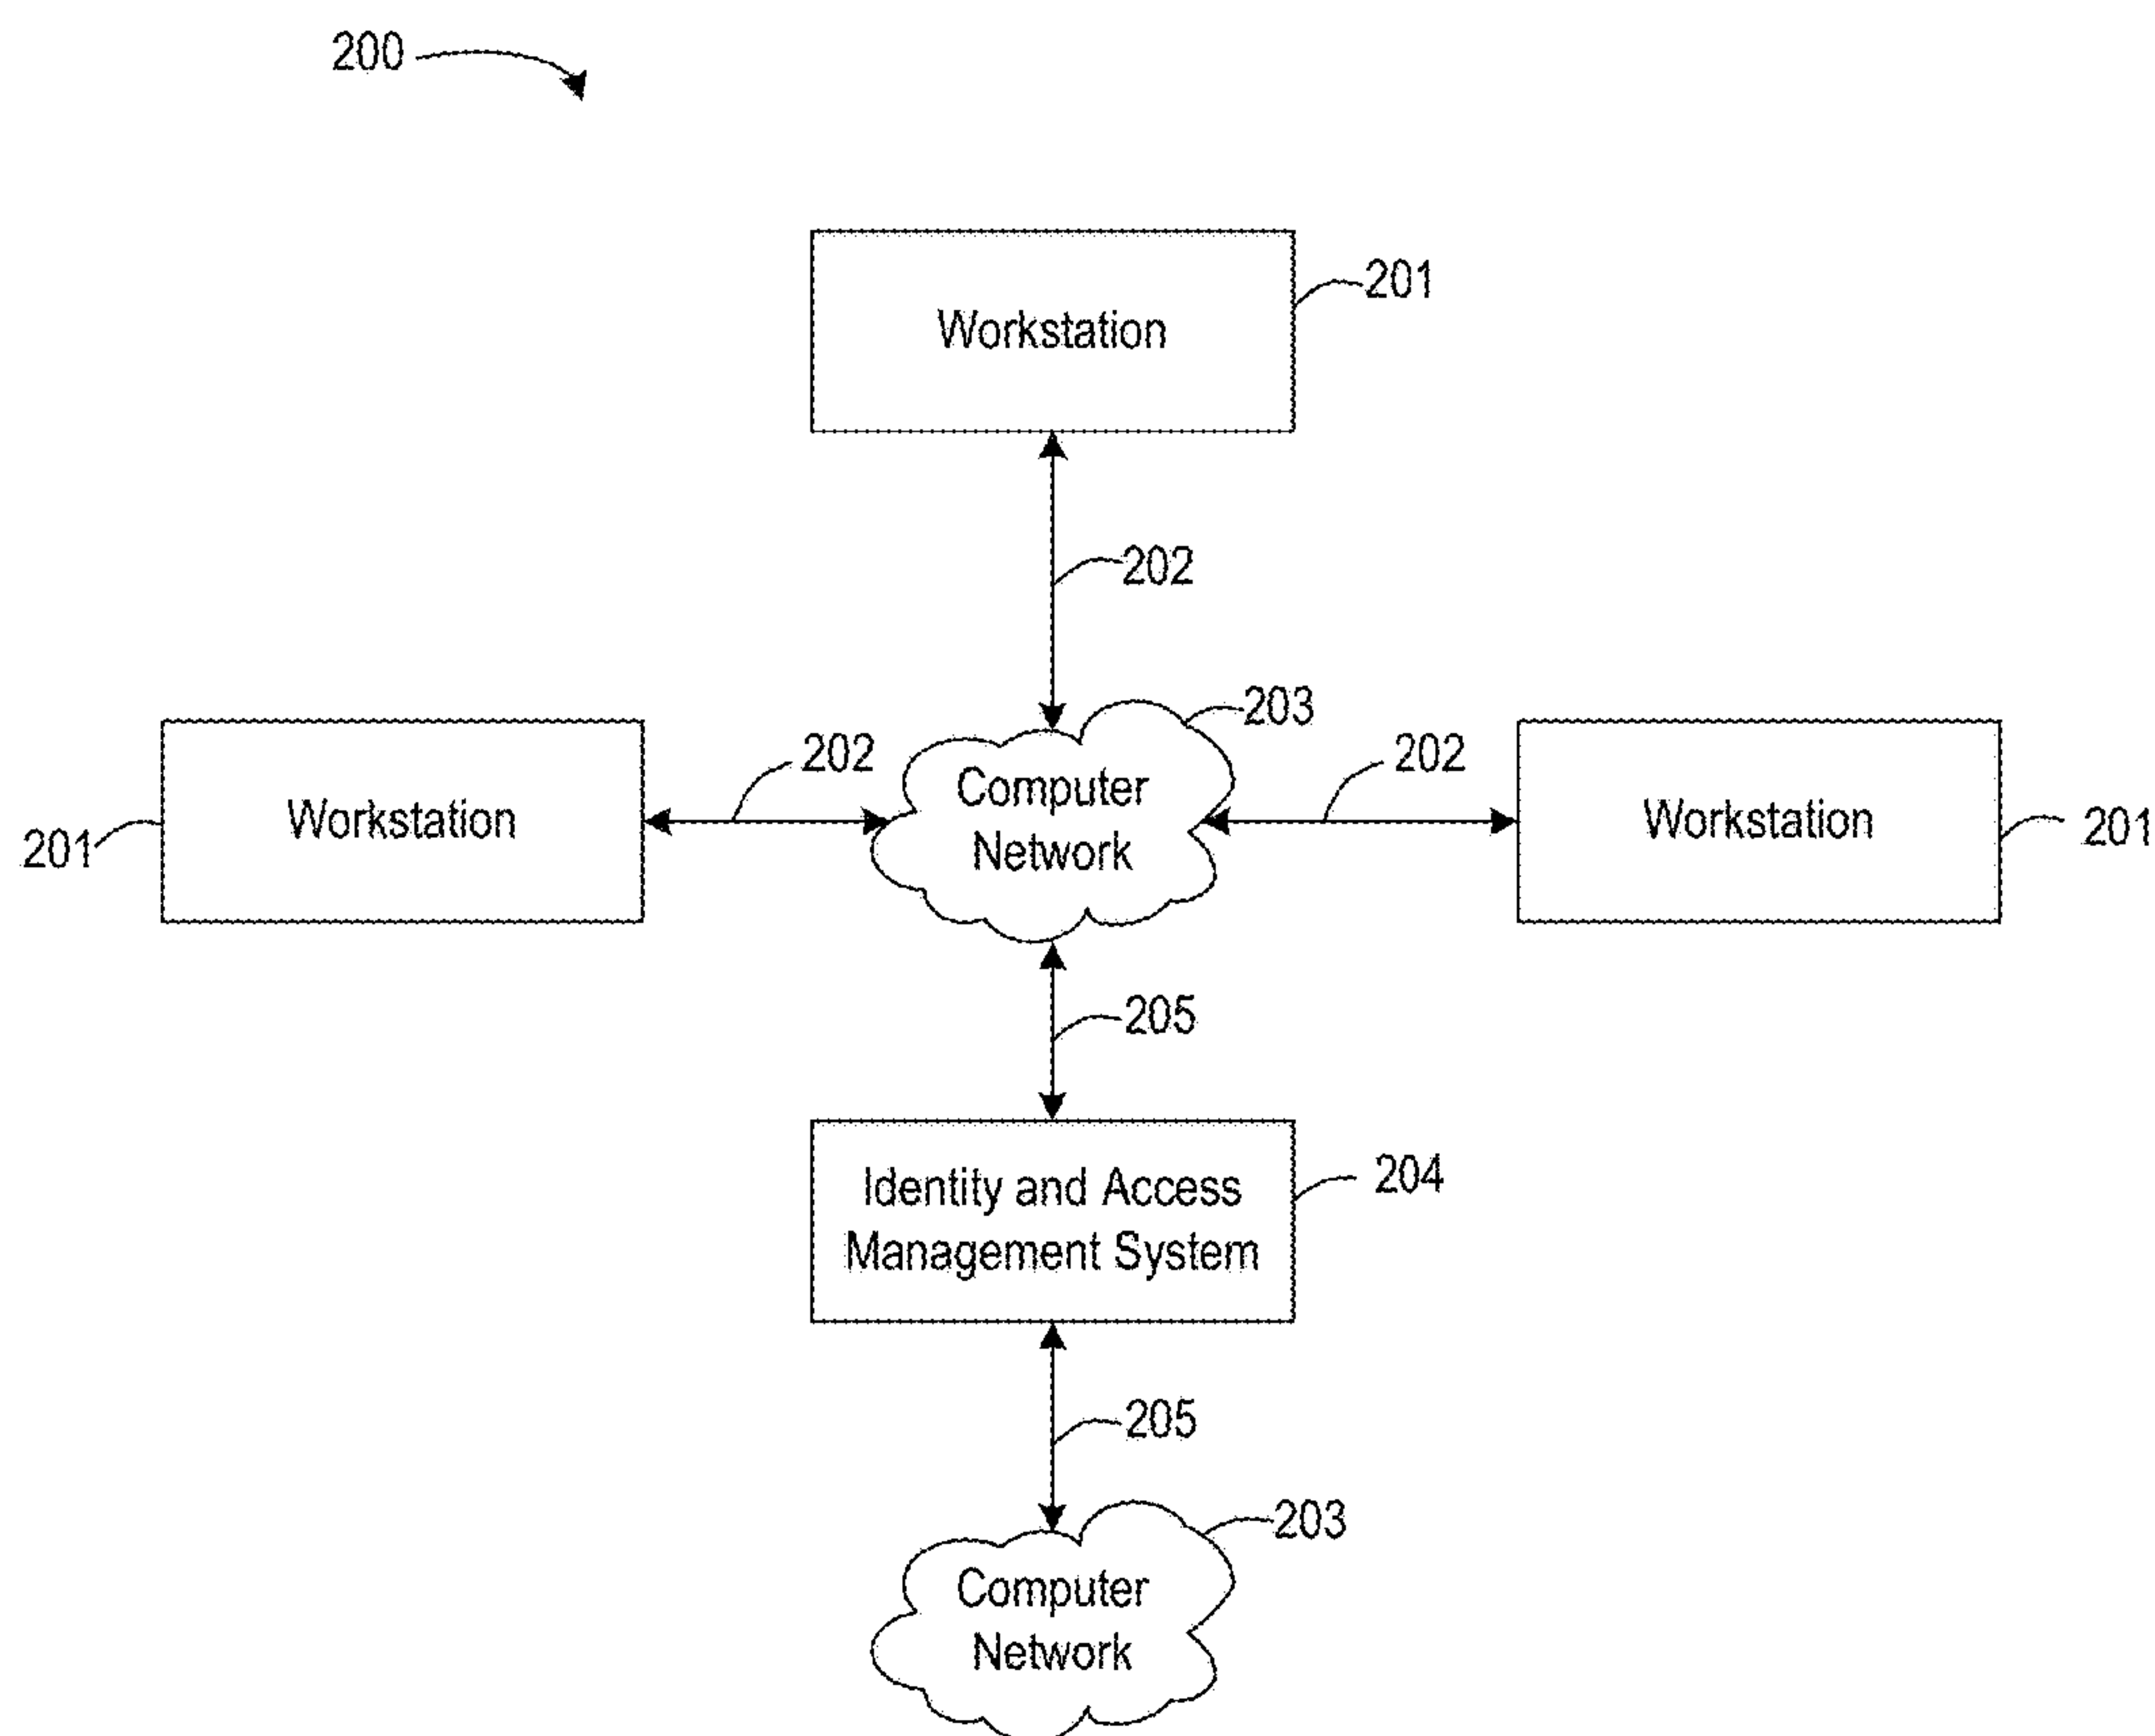 200
Workstation
201
202
203
Computer
Network
202
202
Workstation
201
Workstation
201
205
Identity and Access
Management System
204
205
203
Computer
Network